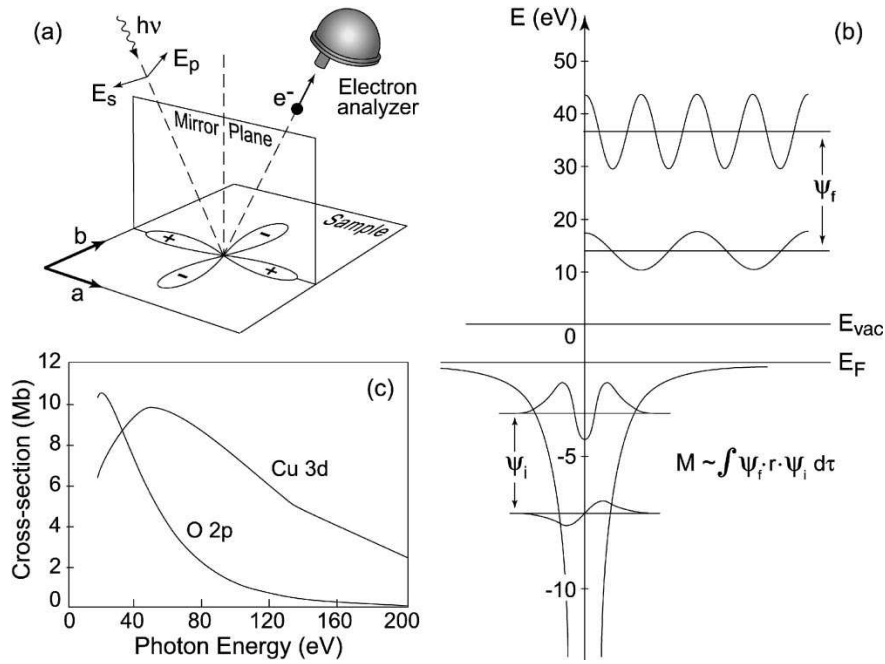 (a)
hν
E_p
E_s
e⁻
Electron
analyzer
Mirror Plane
Sample
+
-
-
+
b
a
(b)
E (eV)
50
40
30
20
10
0
-5
-10
ψ_f
E_vac
E_F
ψ_i
M ~ ∫ ψ_f·r·ψ_i dτ
(c)
Cross-section (Mb)
12
10
8
6
4
2
0
Cu 3d
O 2p
0 40 80 120 160 200
Photon Energy (eV)